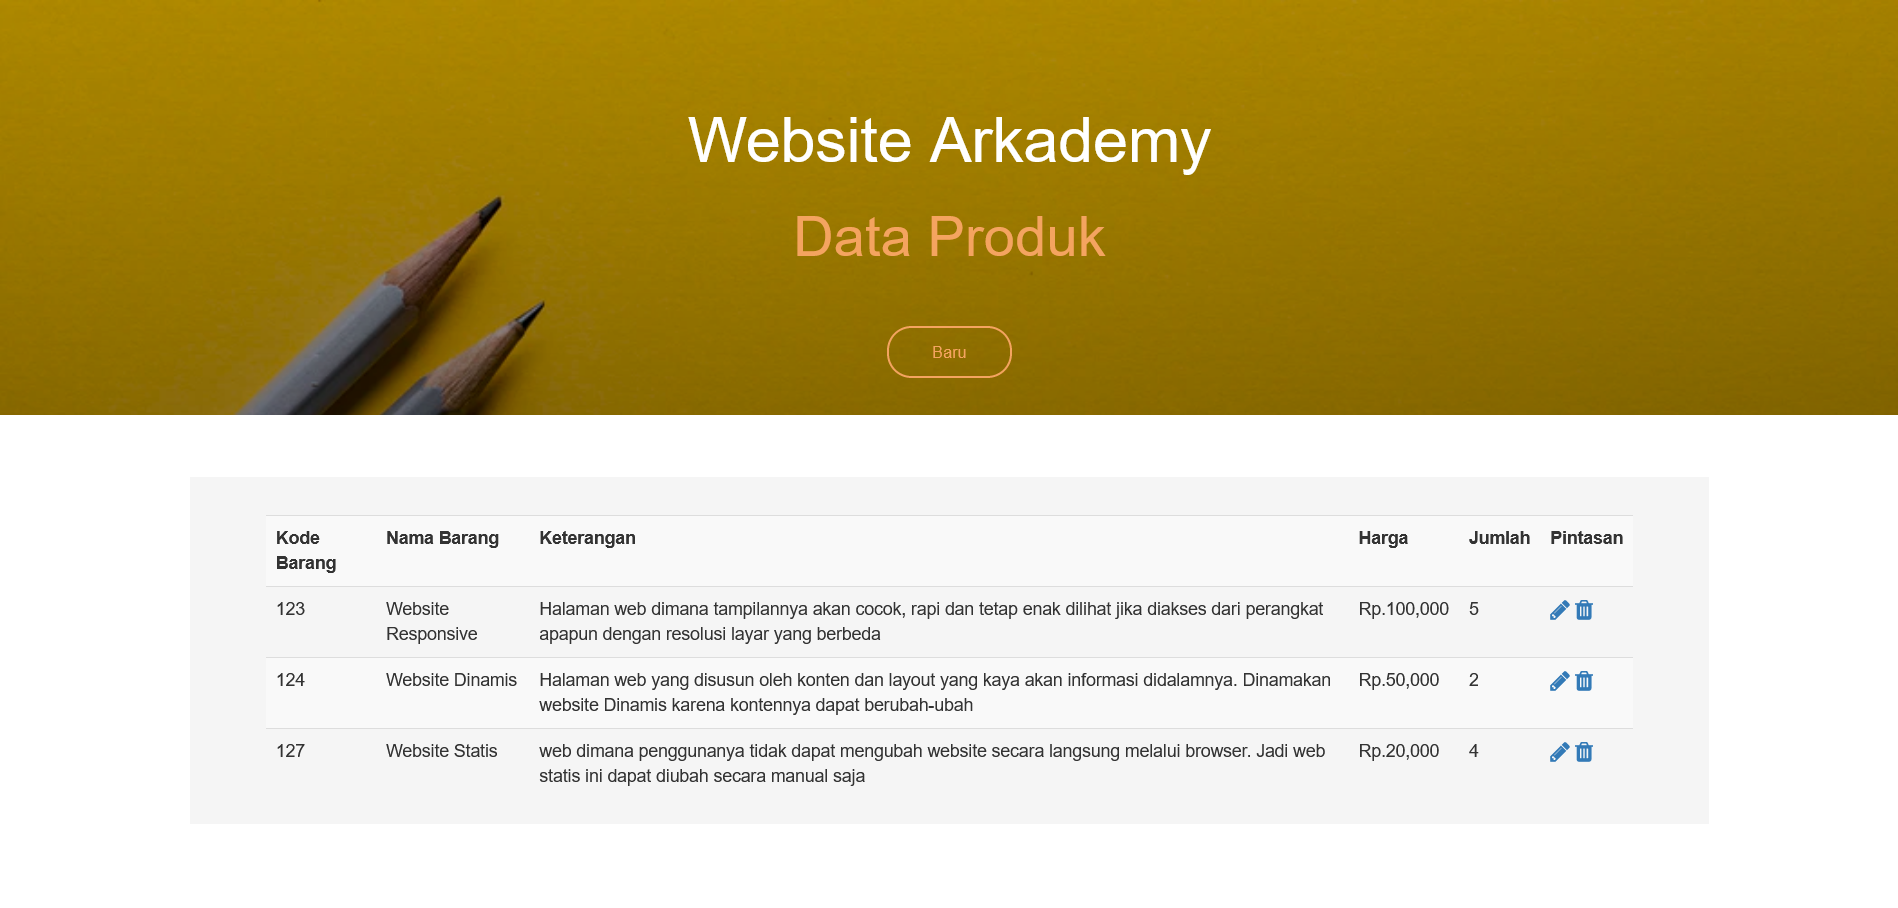 Website Arkademy
Data Produk
Baru
Kode Barang Nama Barang Keterangan Harga Jumlah Pintasan
123 Website Responsive Halaman web dimana tampilannya akan cocok, rapi dan tetap enak dilihat jika diakses dari perangkat apapun dengan resolusi layar yang berbeda Rp.100,000 5
124 Website Dinamis Halaman web yang disusun oleh konten dan layout yang kaya akan informasi didalamnya. Dinamakan website Dinamis karena kontennya dapat berubah-ubah Rp.50,000 2
127 Website Statis web dimana penggunanya tidak dapat mengubah website secara langsung melalui browser. Jadi web statis ini dapat diubah secara manual saja Rp.20,000 4